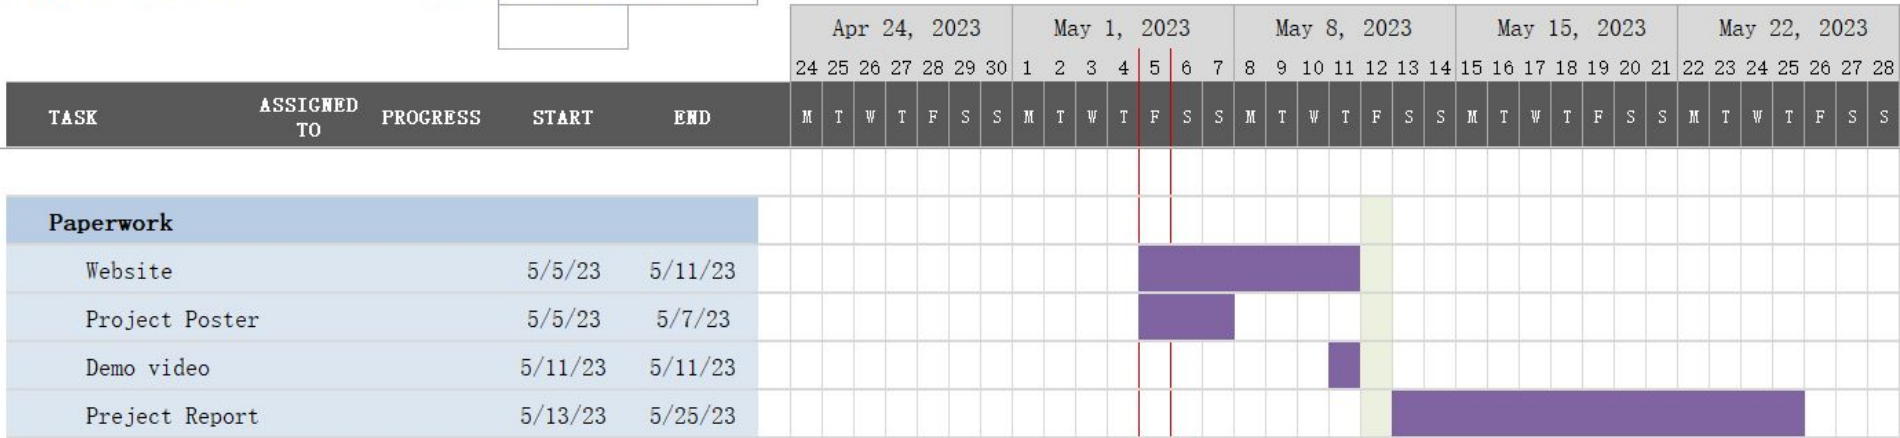 Apr 24, 2023 May 1, 2023 May 8, 2023 May 15, 2023 May 22, 2023
24 25 26 27 28 29 30 1 2 3 4 5 6 7 8 9 10 11 12 13 14 15 16 17 18 19 20 21 22 23 24 25 26 27 28
TASK ASSIGNED TO PROGRESS START END M T W T F S S M T W T F S S M T W T F S S M T W T F S S M T W T F S S
Paperwork
Website 5/5/23 5/11/23
Project Poster 5/5/23 5/7/23
Demo video 5/11/23 5/11/23
Preject Report 5/13/23 5/25/23